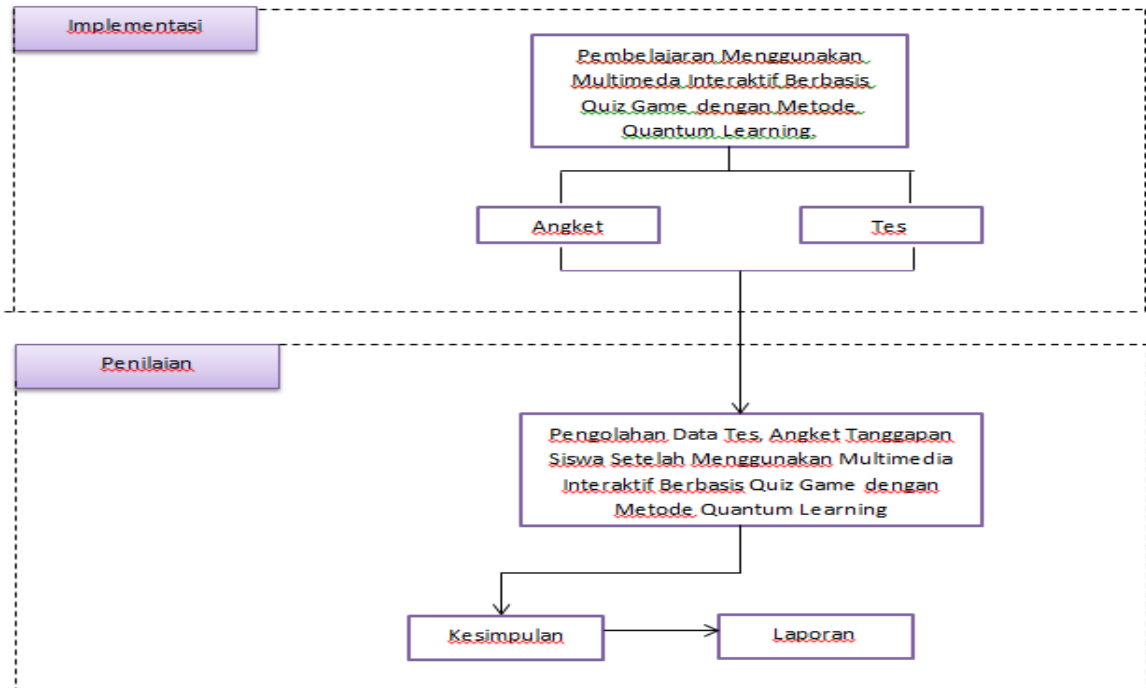 Implementasi
Pembelajaran Menggunakan
Multimeda Interaktif Berbasis
Quiz Game dengan Metode
Quantum Learning.
Angket
Tes
Penilaian
Pengolahan Data Tes, Angket Tanggapan
Siswa Setelah Menggunakan Multimedia
Interaktif Berbasis Quiz Game dengan
Metode Quantum Learning
Kesimpulan
Laporan